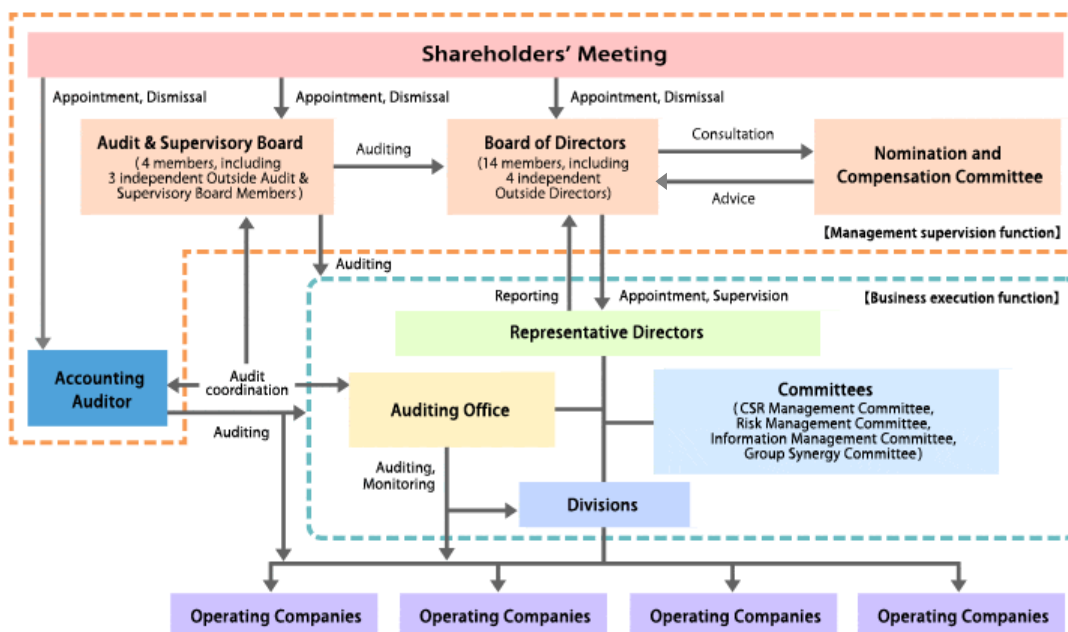 Shareholders' Meeting
Appointment, Dismissal
Appointment, Dismissal
Appointment, Dismissal
Audit & Supervisory Board
(4 members, including
3 independent Outside Audit &
Supervisory Board Members)
Auditing
Board of Directors
(14 members, including
4 independent
Outside Directors)
Consultation
Advice
Nomination and
Compensation Committee
【Management supervision function】
Auditing
Reporting
Appointment, Supervision
【Business execution function】
Representative Directors
Accounting
Auditor
Audit
coordination
Auditing
Auditing Office
Committees
(CSR Management Committee,
Risk Management Committee,
Information Management Committee,
Group Synergy Committee)
Auditing,
Monitoring
Divisions
Operating Companies
Operating Companies
Operating Companies
Operating Companies